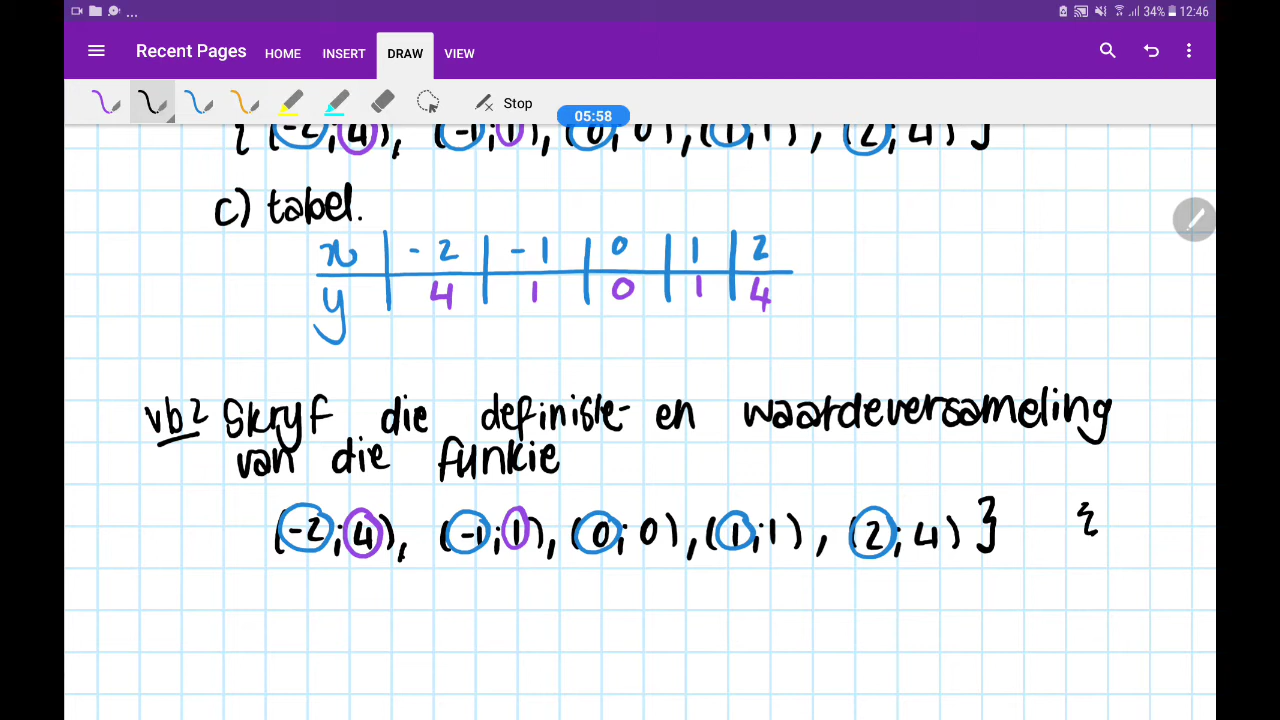 ... 34% 12:46
Recent Pages HOME INSERT DRAW VIEW
Stop
05:58
{ (-2;4), (-1;1), (0;0), (1;1), (2;4) }
c) tabel.
x -2 -1 0 1 2
y 4 1 0 1 4
vb2 Skryf die definisie- en waardeversameling
van die funkie
(-2;4), (-1;1), (0;0), (1;1), (2;4) } {